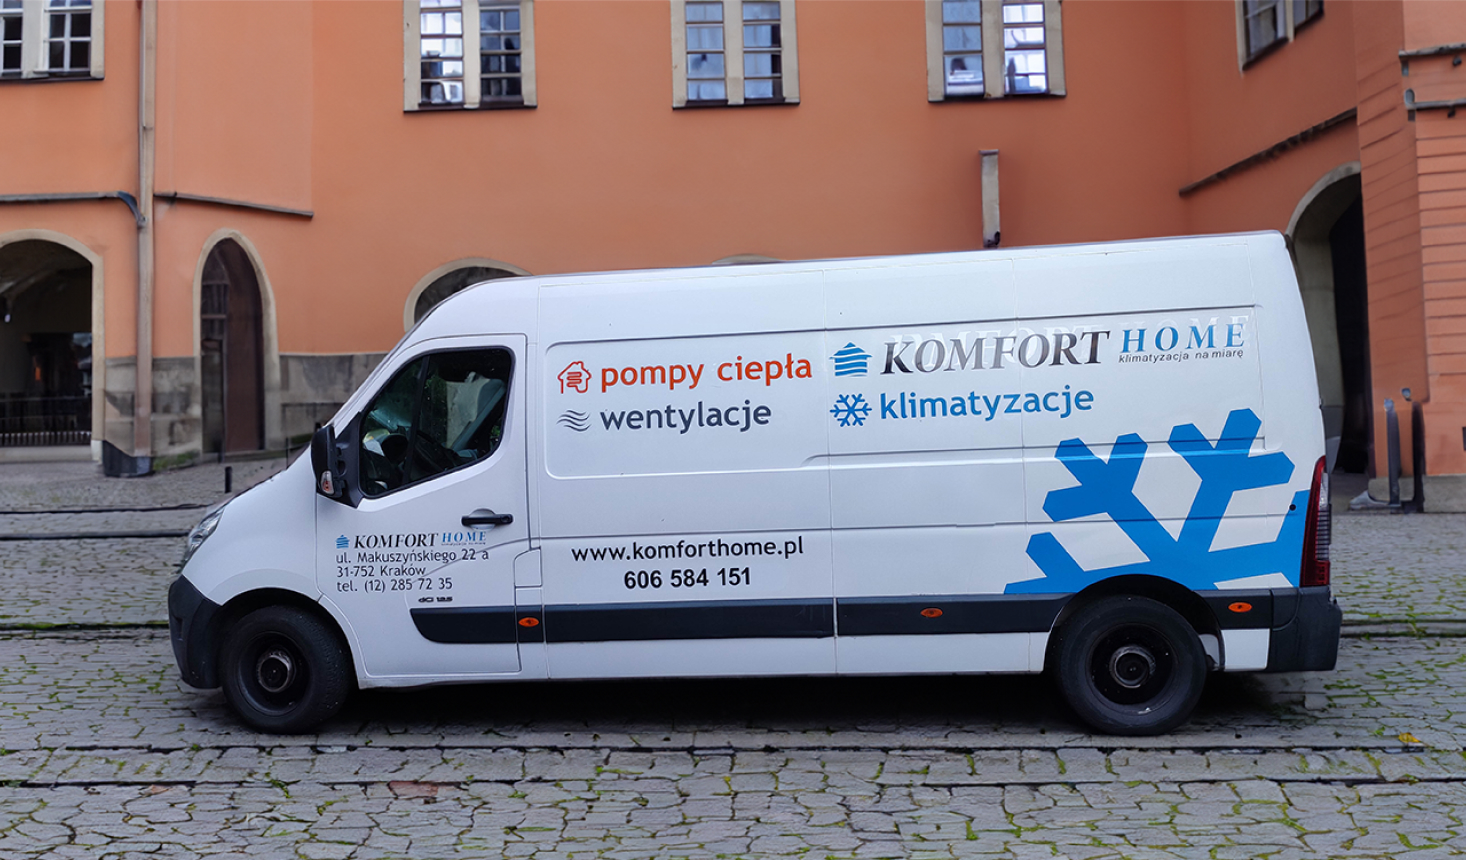 pompy ciepła
wentylacje
KOMFORT HOME
klimatyzacja na miarę
klimatyzacje
KOMFORT HOME
ul. Makuszyńskiego 22 a
31-752 Kraków
tel. (12) 285 72 35
dCi 125
www.komforthome.pl
606 584 151